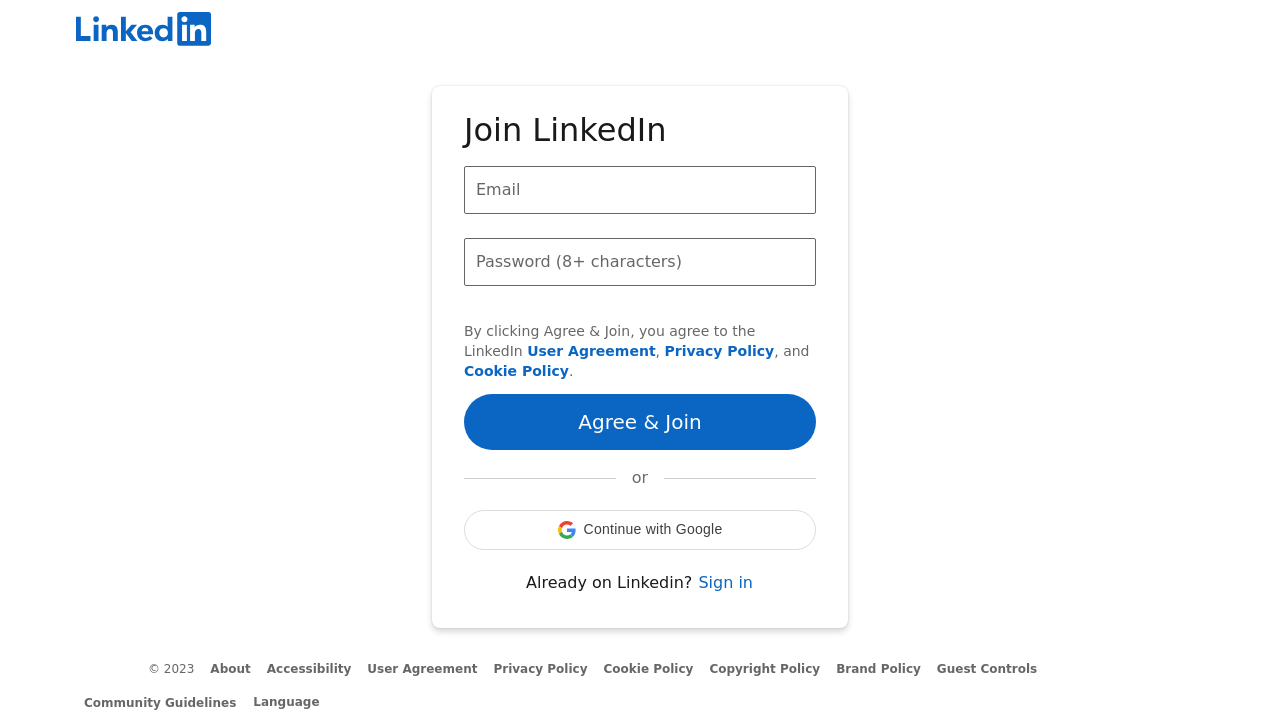 Linkedin
Join LinkedIn
Email
Password (8+ characters)
By clicking Agree & Join, you agree to the
LinkedIn User Agreement, Privacy Policy, and
Cookie Policy.
Agree & Join
or
Continue with Google
Already on Linkedin? Sign in
© 2023 About Accessibility User Agreement Privacy Policy Cookie Policy Copyright Policy Brand Policy Guest Controls
Community Guidelines Language